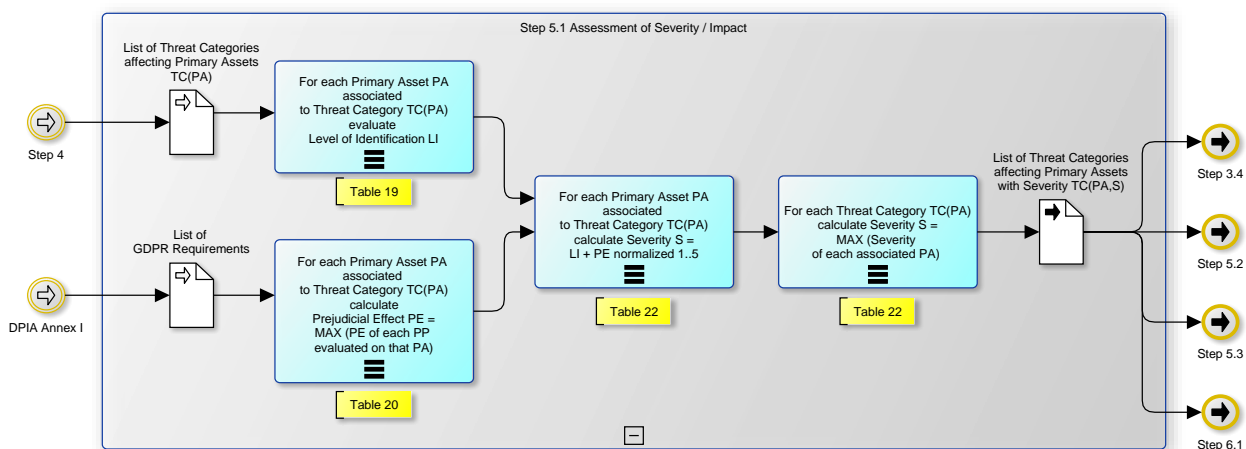 Step 5.1 Assessment of Severity / Impact
List of Threat Categories
affecting Primary Assets
TC(PA)
Step 4
For each Primary Asset PA
associated
to Threat Category TC(PA)
evaluate
Level of Identification LI
Table 19
List of
GDPR Requirements
DPIA Annex I
For each Primary Asset PA
associated
to Threat Category TC(PA)
calculate
Prejudicial Effect PE =
MAX (PE of each PP
evaluated on that PA)
Table 20
For each Primary Asset PA
associated
to Threat Category TC(PA)
calculate Severity S =
LI + PE normalized 1..5
Table 22
For each Threat Category TC(PA)
calculate Severity S =
MAX (Severity
of each associated PA)
Table 22
List of Threat Categories
affecting Primary Assets
with Severity TC(PA,S)
Step 3.4
Step 5.2
Step 5.3
Step 6.1